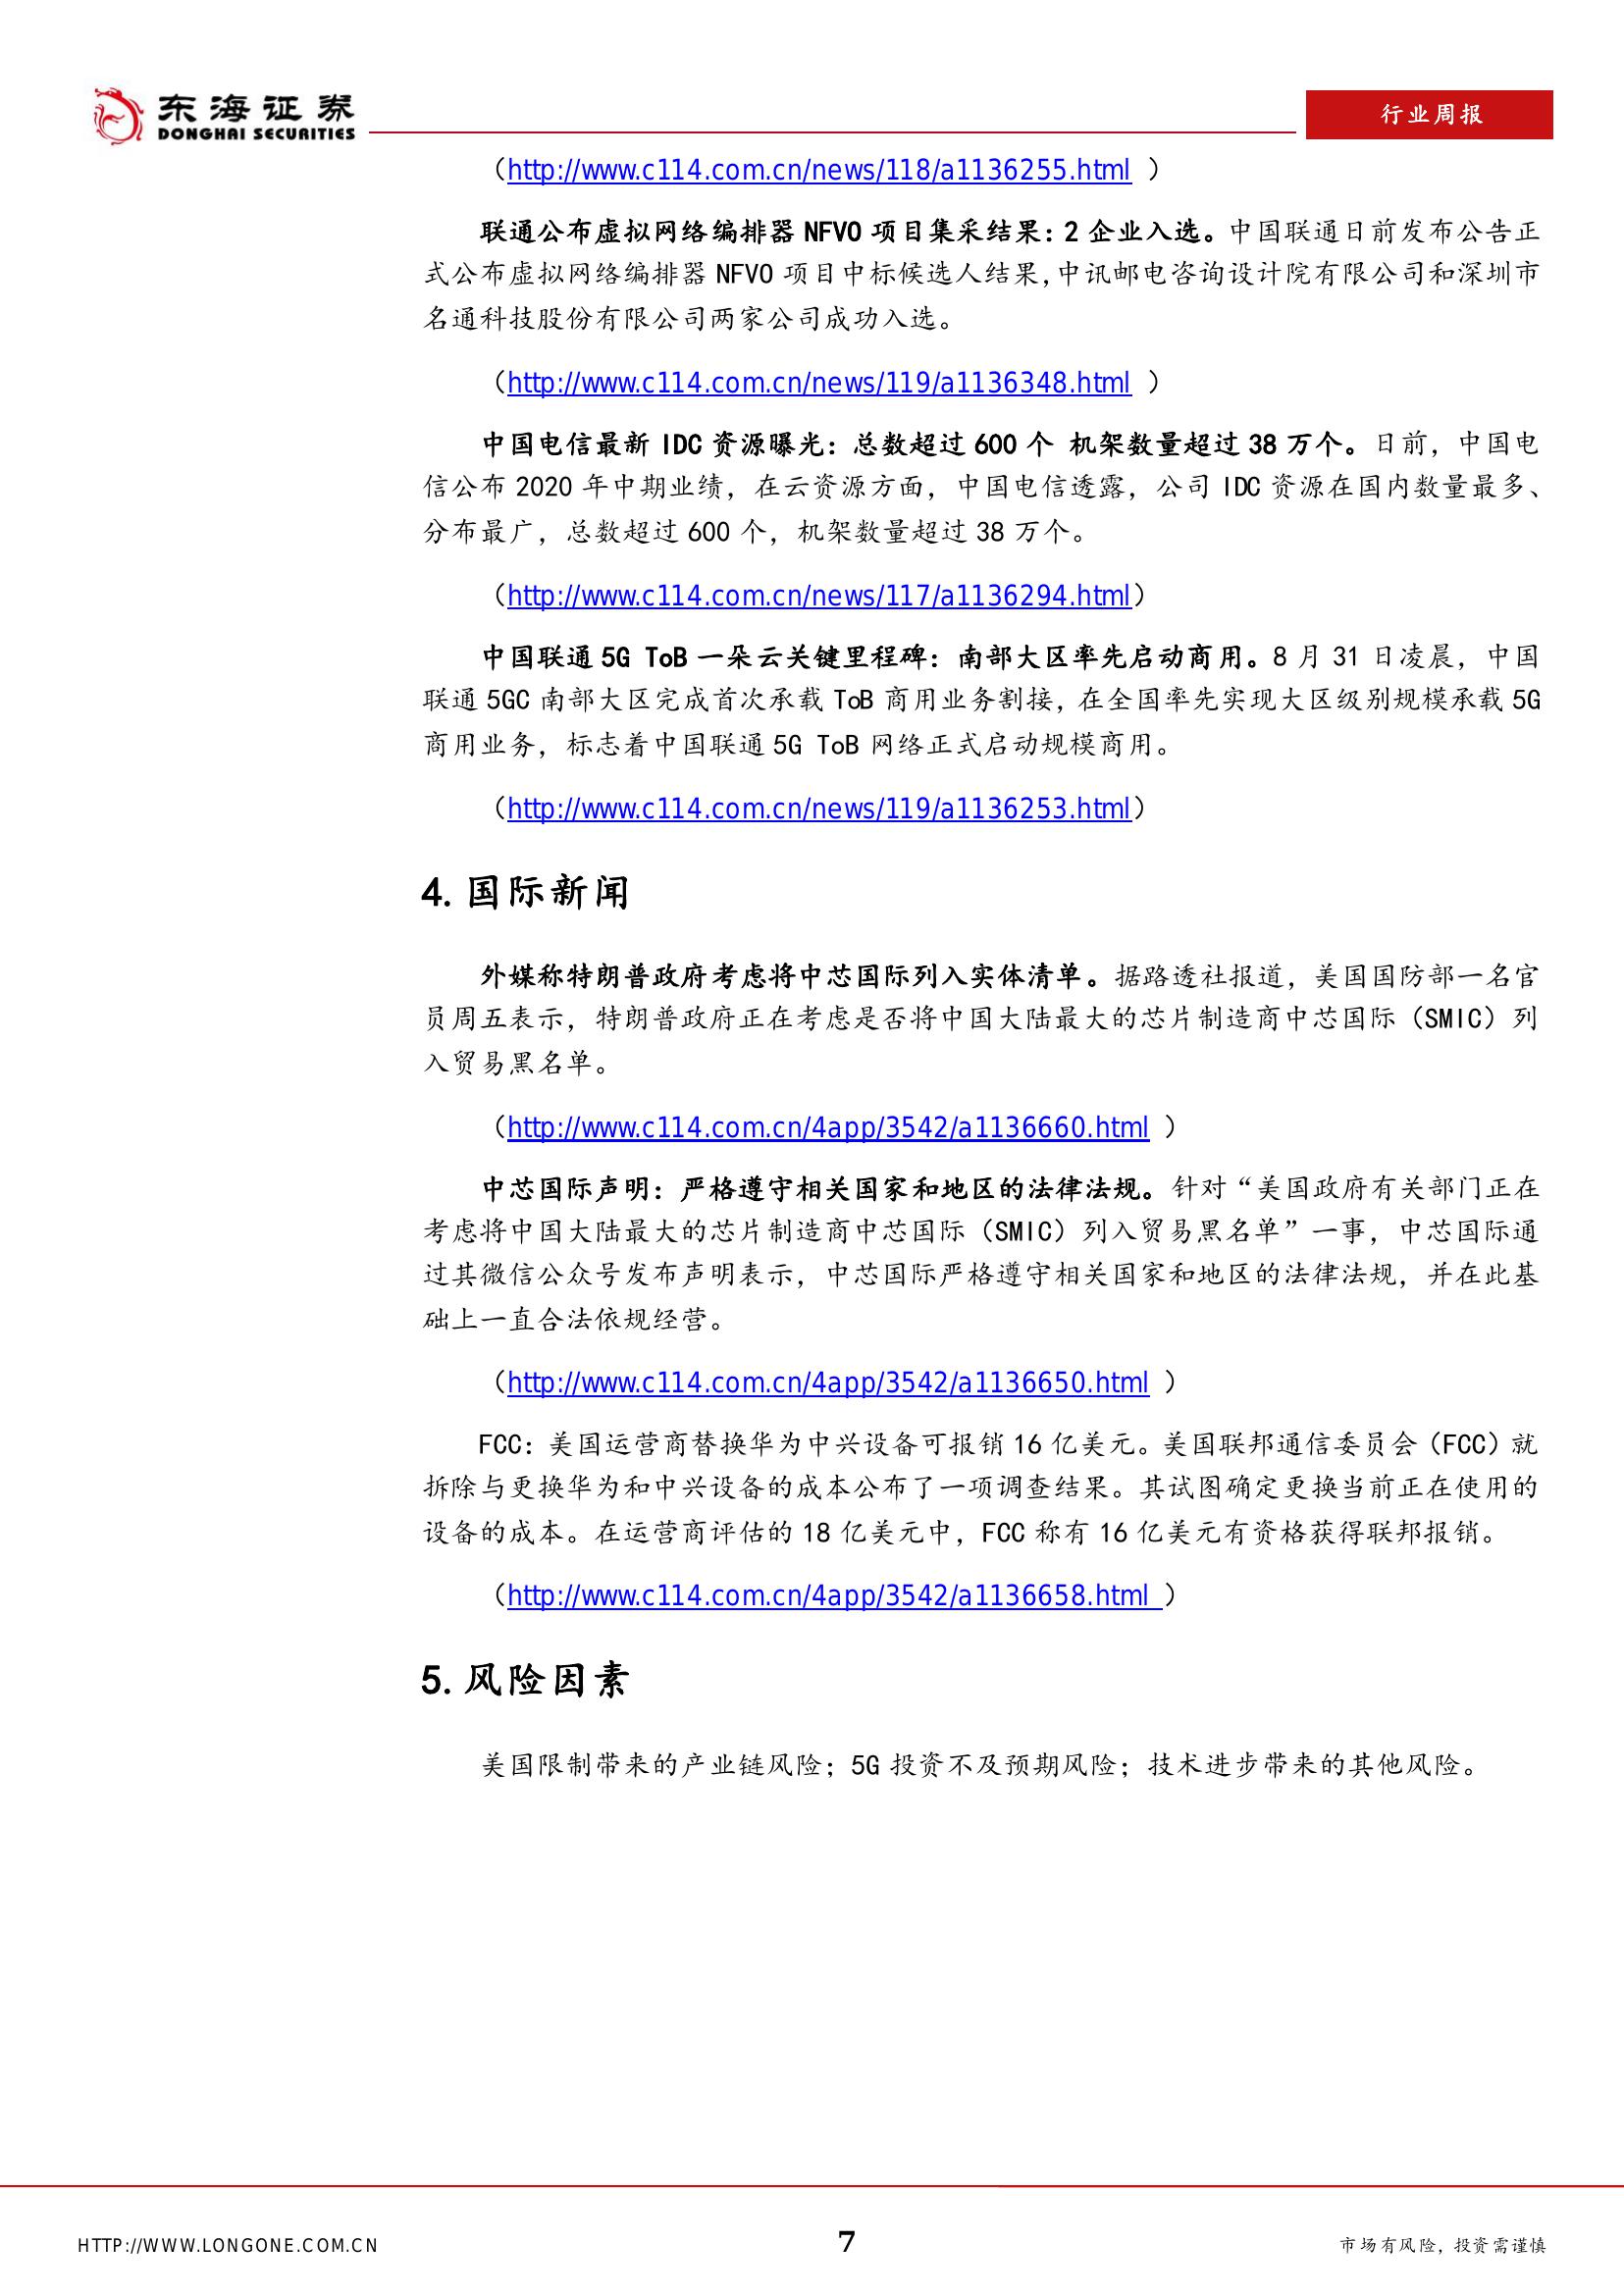 东海证券
DONGHAI SECURITIES
行业周报
（http://www.c114.com.cn/news/118/a1136255.html ）
联通公布虚拟网络编排器 NFVO 项目集采结果：2 企业入选。中国联通日前发布公告正
式公布虚拟网络编排器 NFVO 项目中标候选人结果，中讯邮电咨询设计院有限公司和深圳市
名通科技股份有限公司两家公司成功入选。
（http://www.c114.com.cn/news/119/a1136348.html ）
中国电信最新 IDC 资源曝光：总数超过 600 个 机架数量超过 38 万个。日前，中国电
信公布 2020 年中期业绩，在云资源方面，中国电信透露，公司 IDC 资源在国内数量最多、
分布最广，总数超过 600 个，机架数量超过 38 万个。
（http://www.c114.com.cn/news/117/a1136294.html）
中国联通 5G ToB 一朵云关键里程碑：南部大区率先启动商用。8 月 31 日凌晨，中国
联通 5GC 南部大区完成首次承载 ToB 商用业务割接，在全国率先实现大区级别规模承载 5G
商用业务，标志着中国联通 5G ToB 网络正式启动规模商用。
（http://www.c114.com.cn/news/119/a1136253.html）
4. 国际新闻
外媒称特朗普政府考虑将中芯国际列入实体清单。据路透社报道，美国国防部一名官
员周五表示，特朗普政府正在考虑是否将中国大陆最大的芯片制造商中芯国际（SMIC）列
入贸易黑名单。
（http://www.c114.com.cn/4app/3542/a1136660.html ）
中芯国际声明：严格遵守相关国家和地区的法律法规。针对“美国政府有关部门正在
考虑将中国大陆最大的芯片制造商中芯国际（SMIC）列入贸易黑名单”一事，中芯国际通
过其微信公众号发布声明表示，中芯国际严格遵守相关国家和地区的法律法规，并在此基
础上一直合法依规经营。
（http://www.c114.com.cn/4app/3542/a1136650.html ）
FCC：美国运营商替换华为中兴设备可报销 16 亿美元。美国联邦通信委员会（FCC）就
拆除与更换华为和中兴设备的成本公布了一项调查结果。其试图确定更换当前正在使用的
设备的成本。在运营商评估的 18 亿美元中，FCC 称有 16 亿美元有资格获得联邦报销。
（http://www.c114.com.cn/4app/3542/a1136658.html ）
5. 风险因素
美国限制带来的产业链风险；5G 投资不及预期风险；技术进步带来的其他风险。
HTTP://WWW.LONGONE.COM.CN
7
市场有风险，投资需谨慎